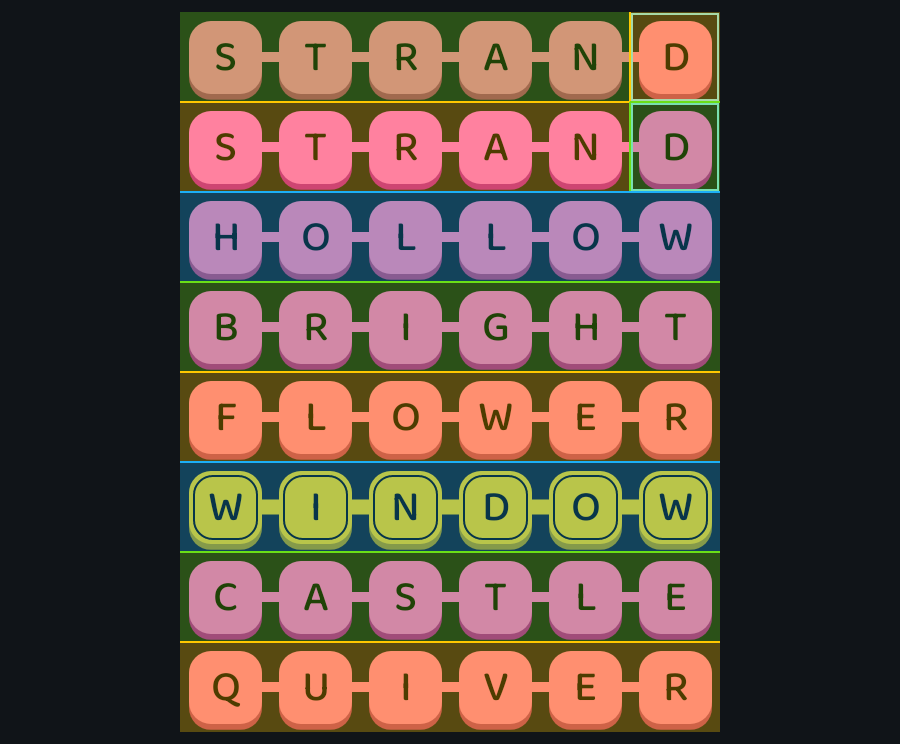 STRAND
STRAND
HOLLOW
BRIGHT
FLOWER
WINDOW
CASTLE
QUIVER